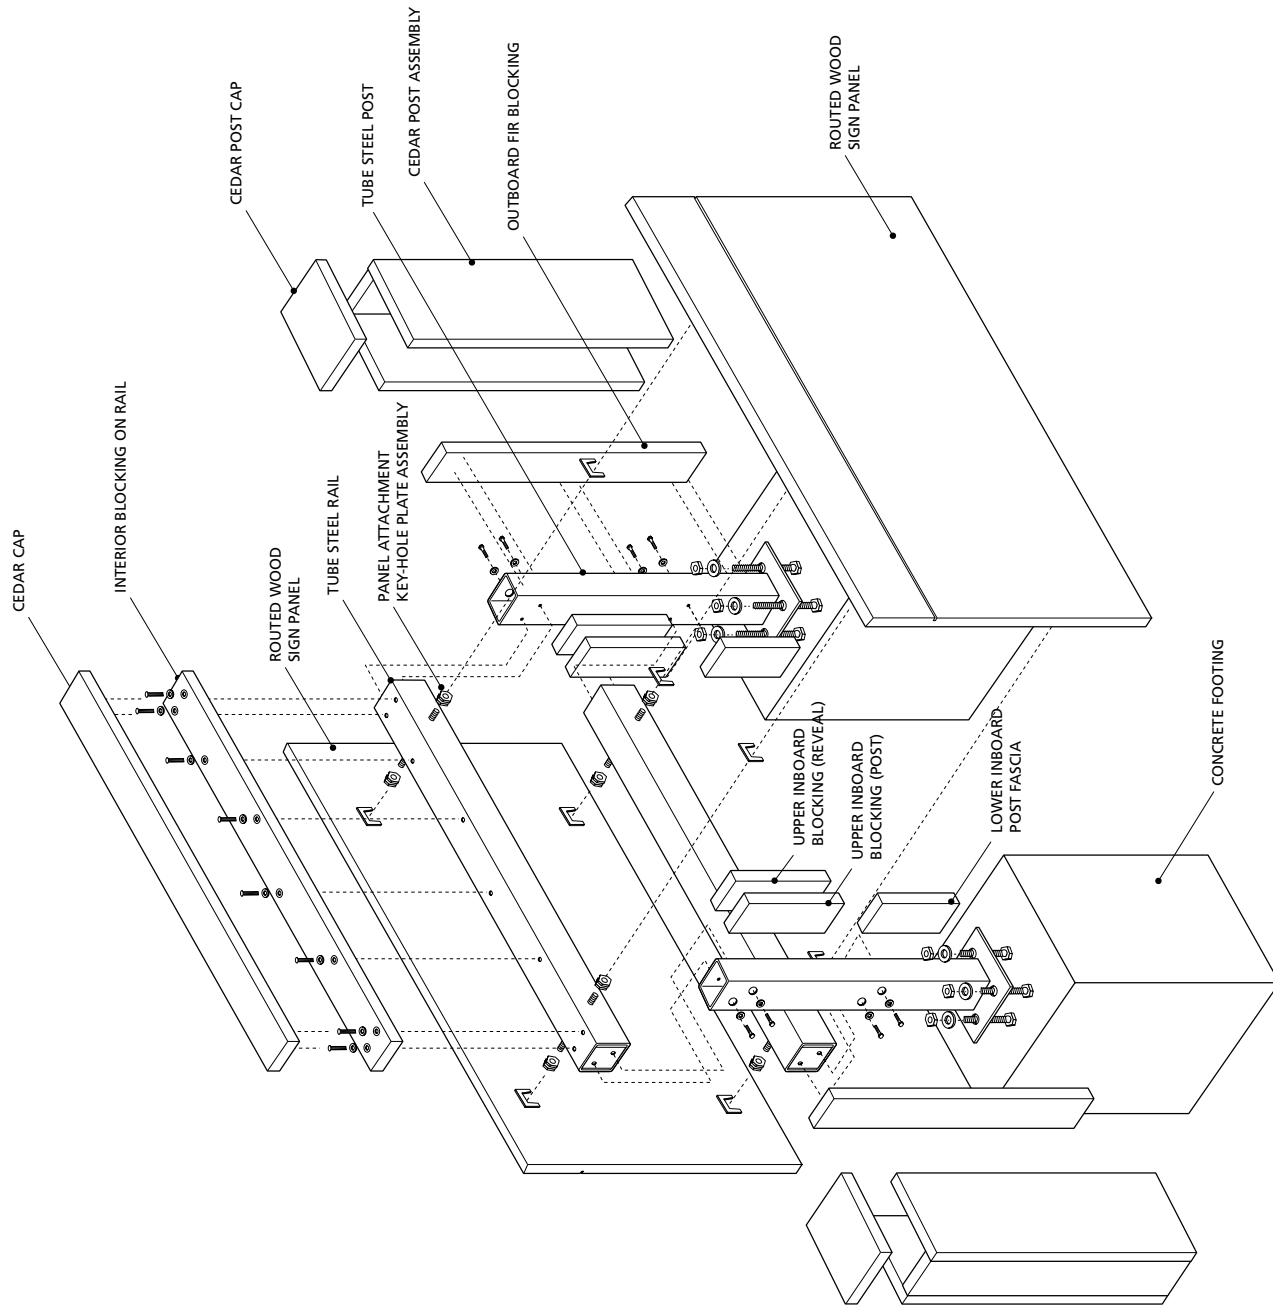 CEDAR CAP
INTERIOR BLOCKING ON RAIL
ROUTED WOOD
SIGN PANEL
TUBE STEEL RAIL
PANEL ATTACHMENT
KEY-HOLE PLATE ASSEMBLY
CEDAR POST CAP
TUBE STEEL POST
CEDAR POST ASSEMBLY
OUTBOARD FIR BLOCKING
ROUTED WOOD
SIGN PANEL
UPPER INBOARD
BLOCKING (REVEAL)
UPPER INBOARD
BLOCKING (POST)
LOWER INBOARD
POST FASCIA
CONCRETE FOOTING